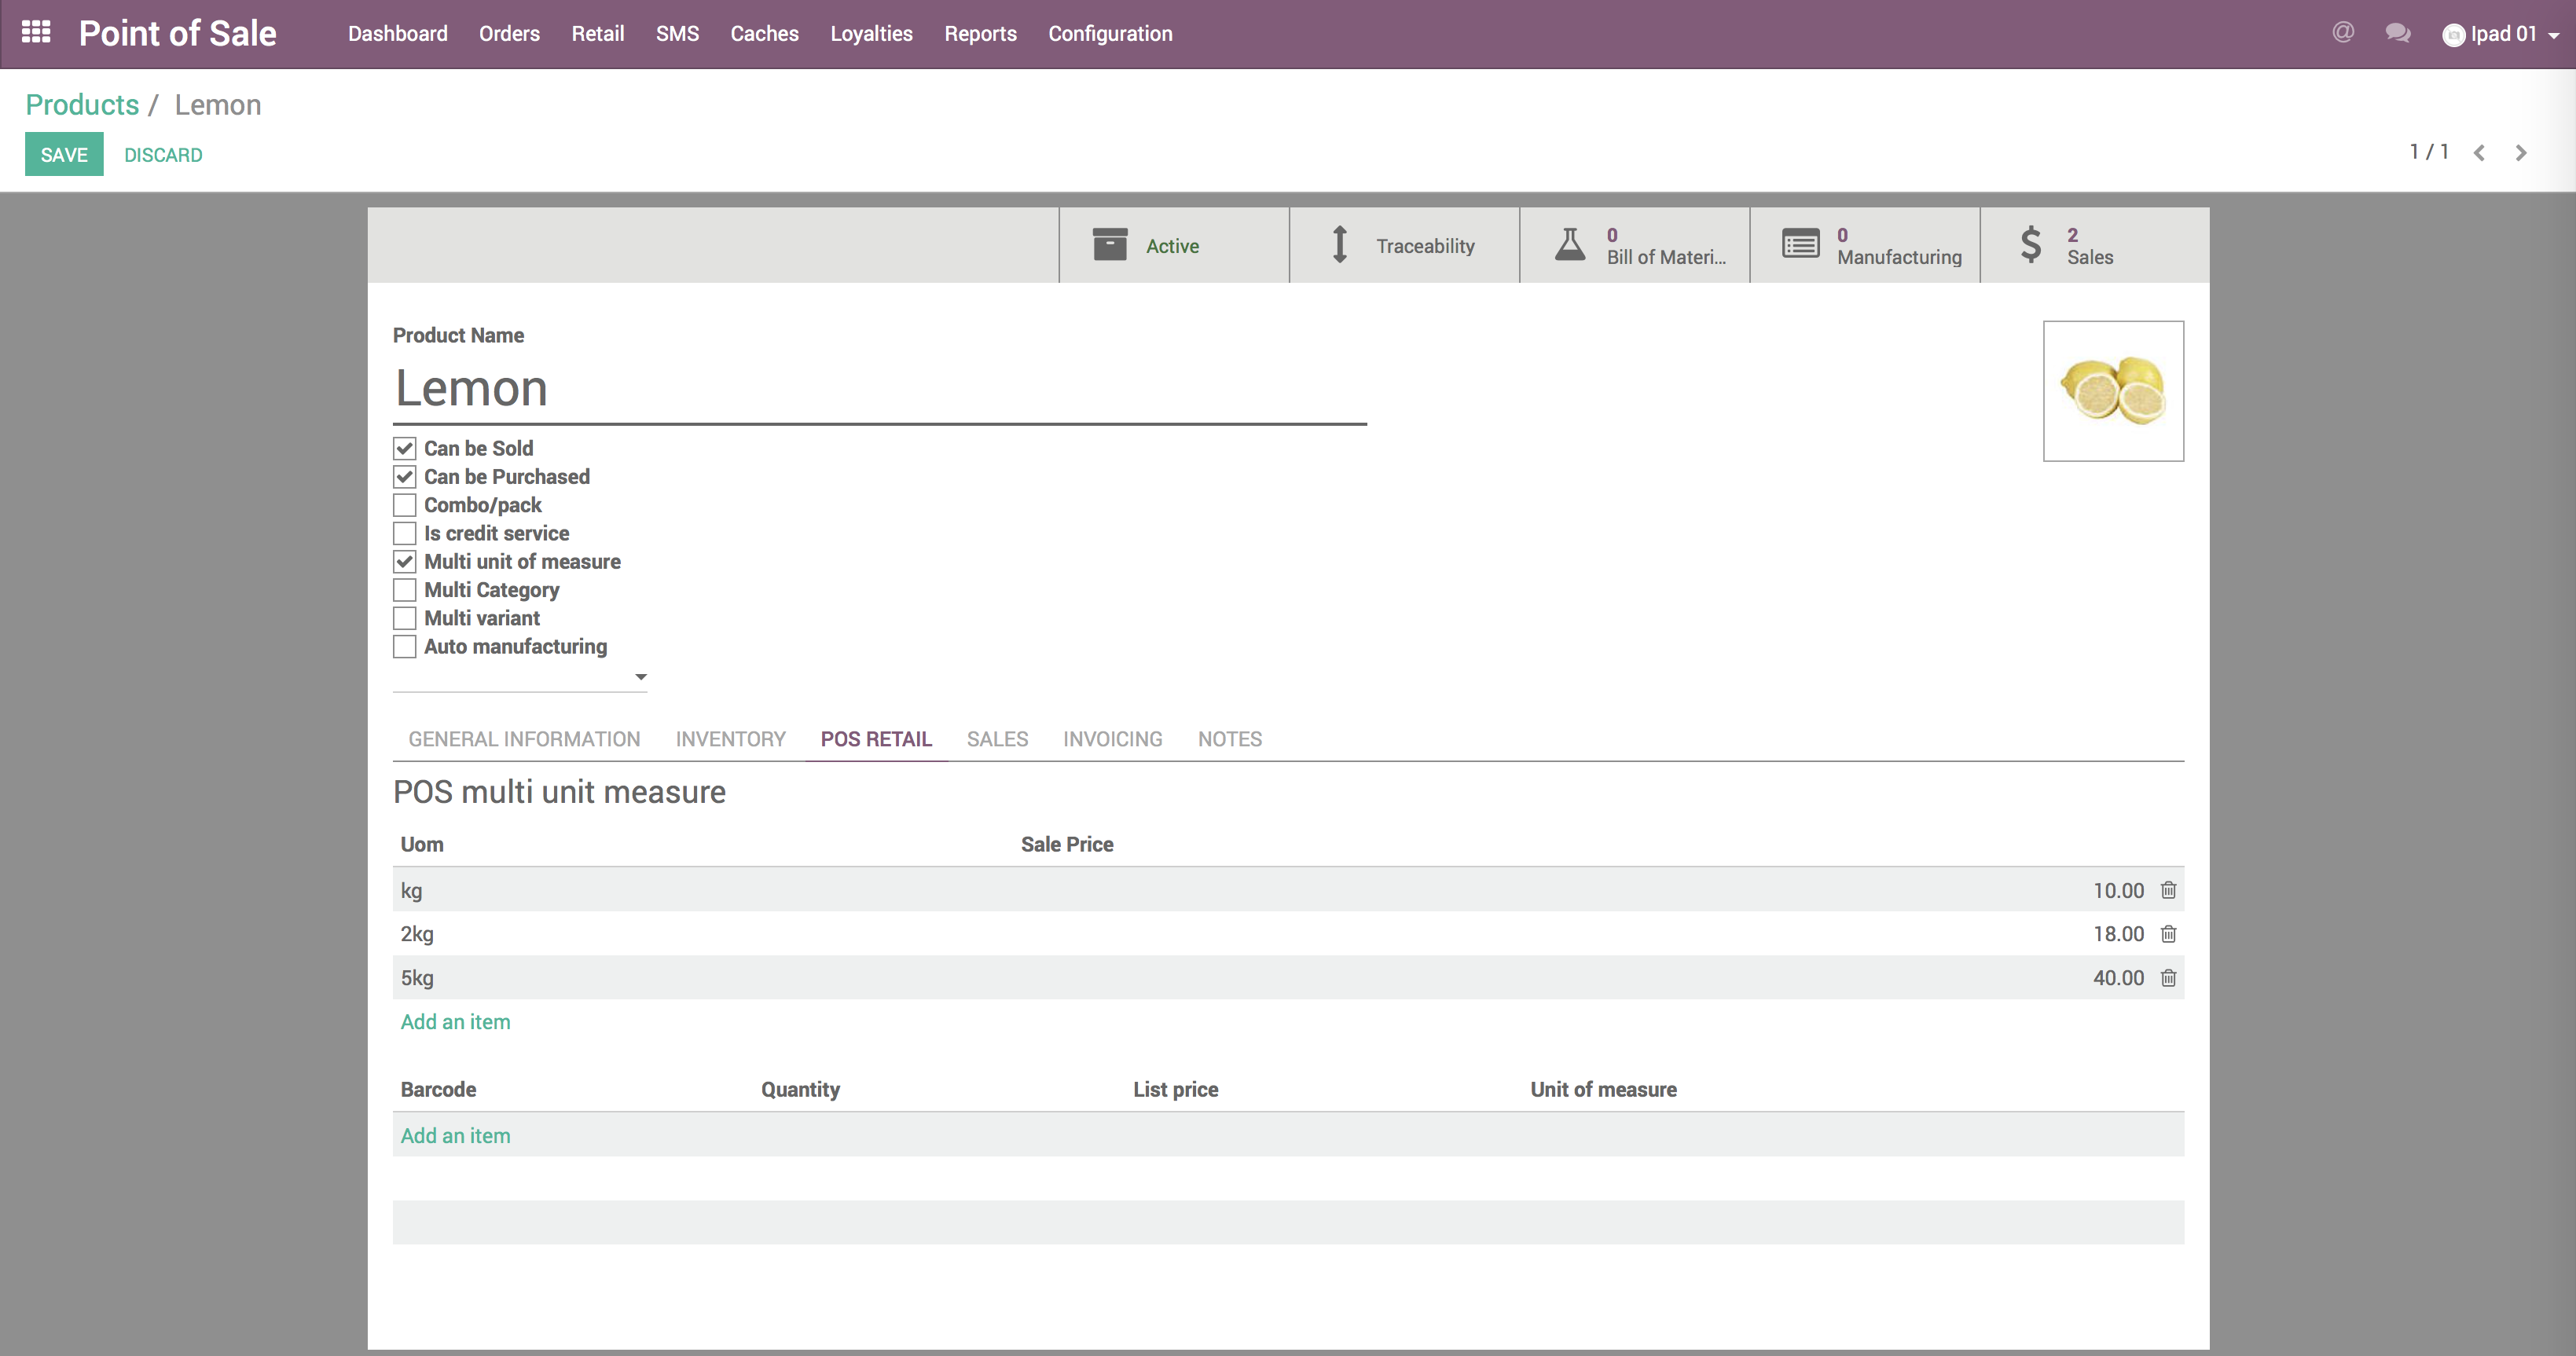 Point of Sale Dashboard Orders Retail SMS Caches Loyalties Reports Configuration @ Ipad 01
Products / Lemon
SAVE DISCARD 1 / 1
Active Traceability 0 Bill of Materi... 0 Manufacturing 2 Sales
Product Name
Lemon
Can be Sold
Can be Purchased
Combo/pack
Is credit service
Multi unit of measure
Multi Category
Multi variant
Auto manufacturing
GENERAL INFORMATION INVENTORY POS RETAIL SALES INVOICING NOTES
POS multi unit measure
Uom Sale Price
kg 10.00
2kg 18.00
5kg 40.00
Add an item
Barcode Quantity List price Unit of measure
Add an item